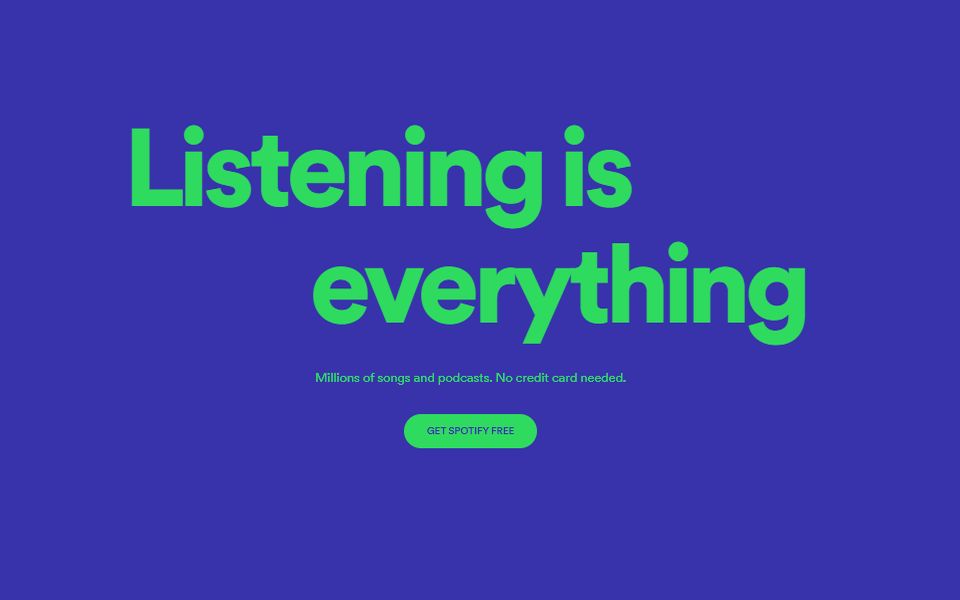 Listening is
everything
Millions of songs and podcasts. No credit card needed.
GET SPOTIFY FREE